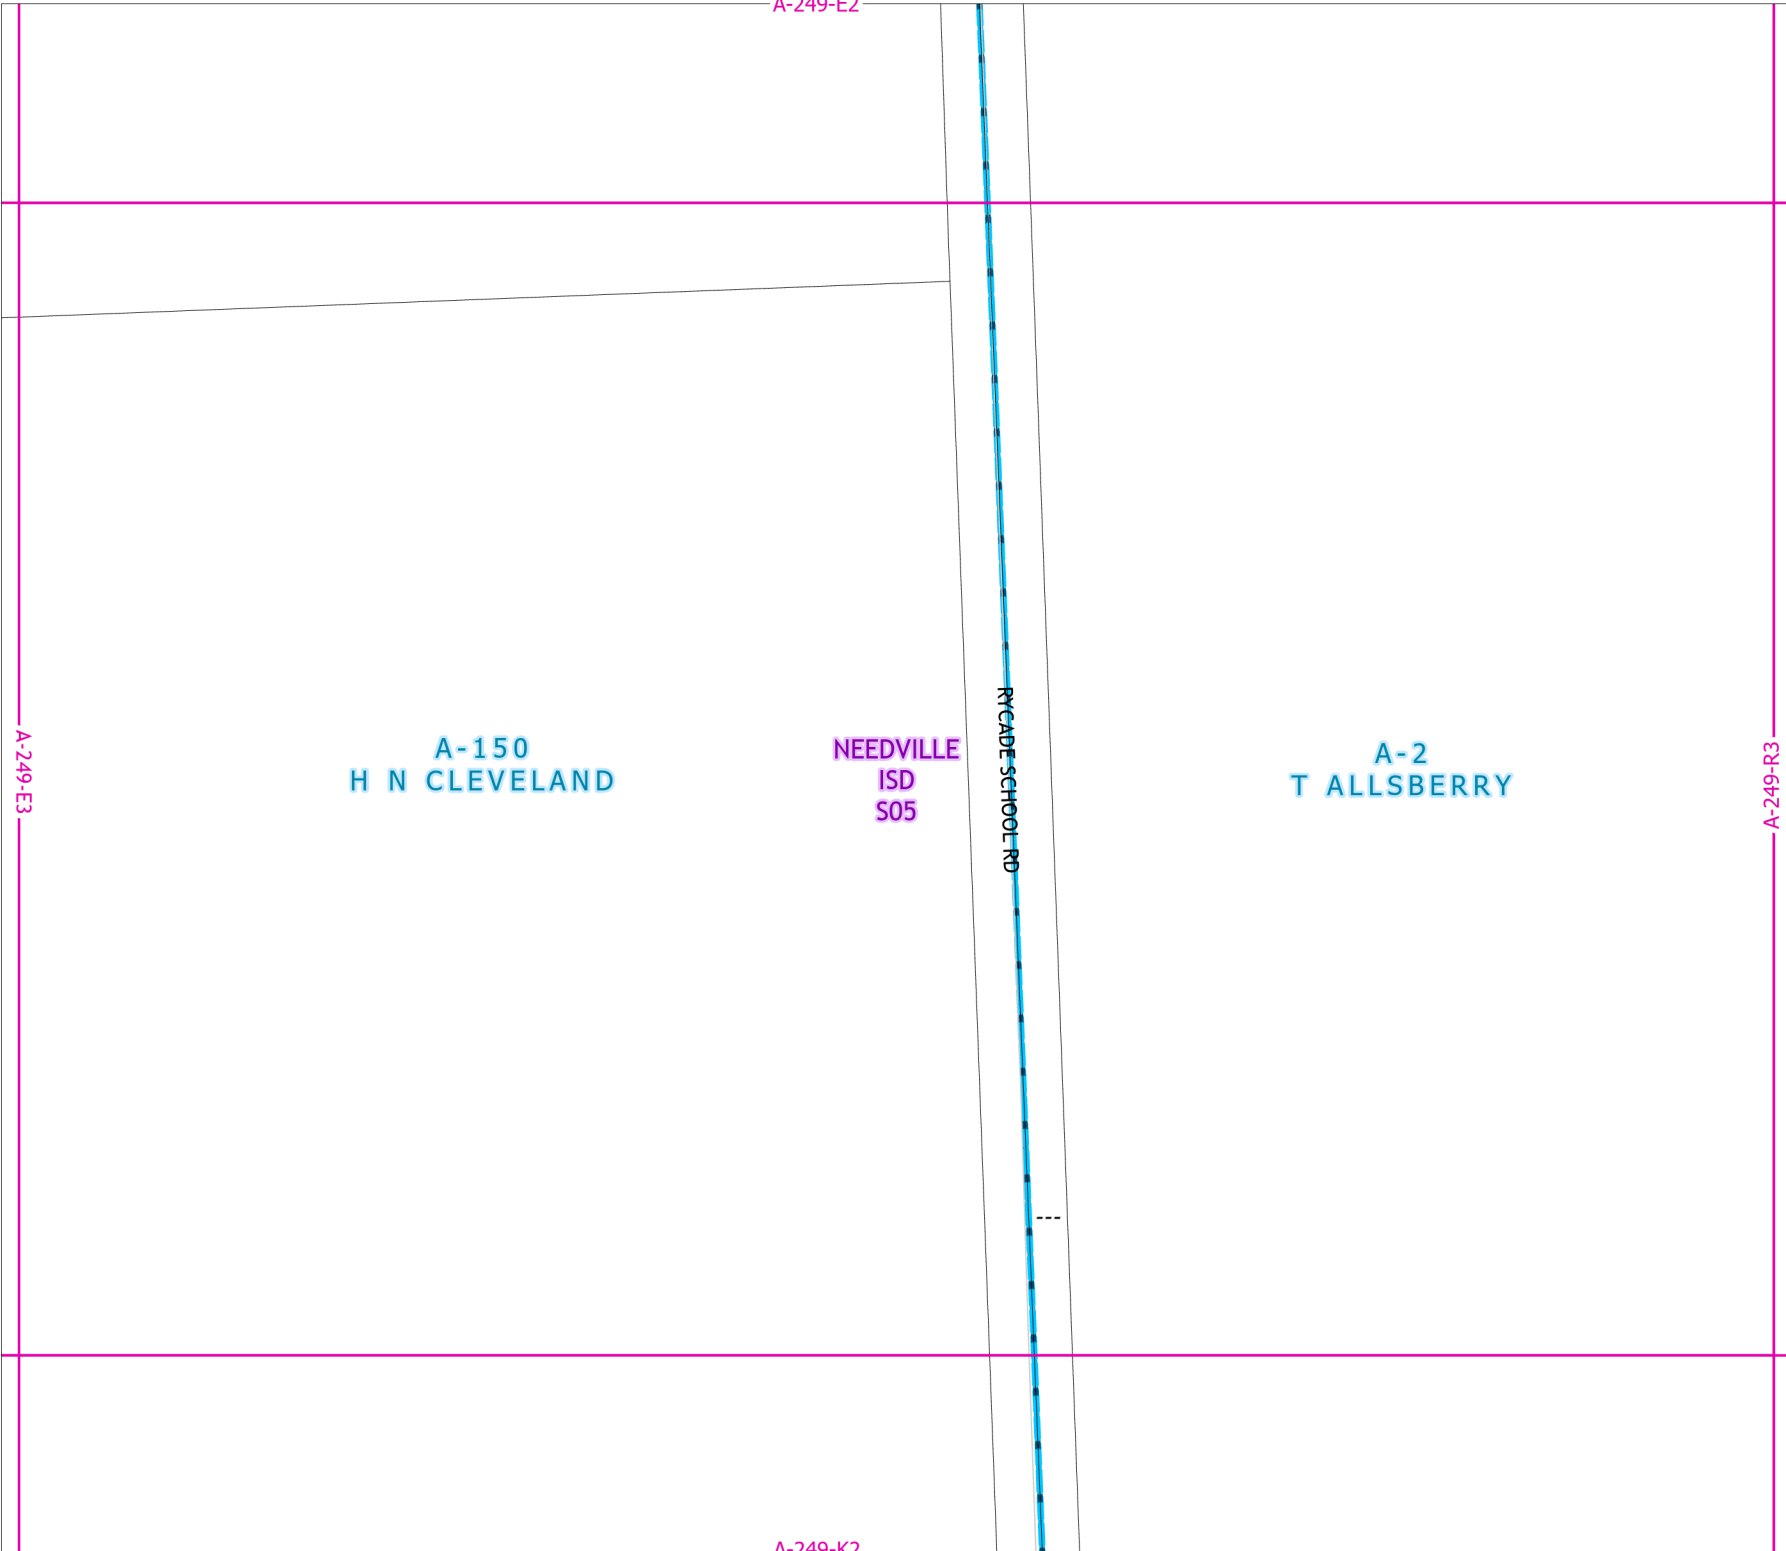 A-249-E2
A-249-E3
A-150
H N CLEVELAND
NEEDVILLE
ISD
S05
RYCADE SCHOOL RD
A-2
T ALLSBERRY
A-249-R3
---
A-249-K2